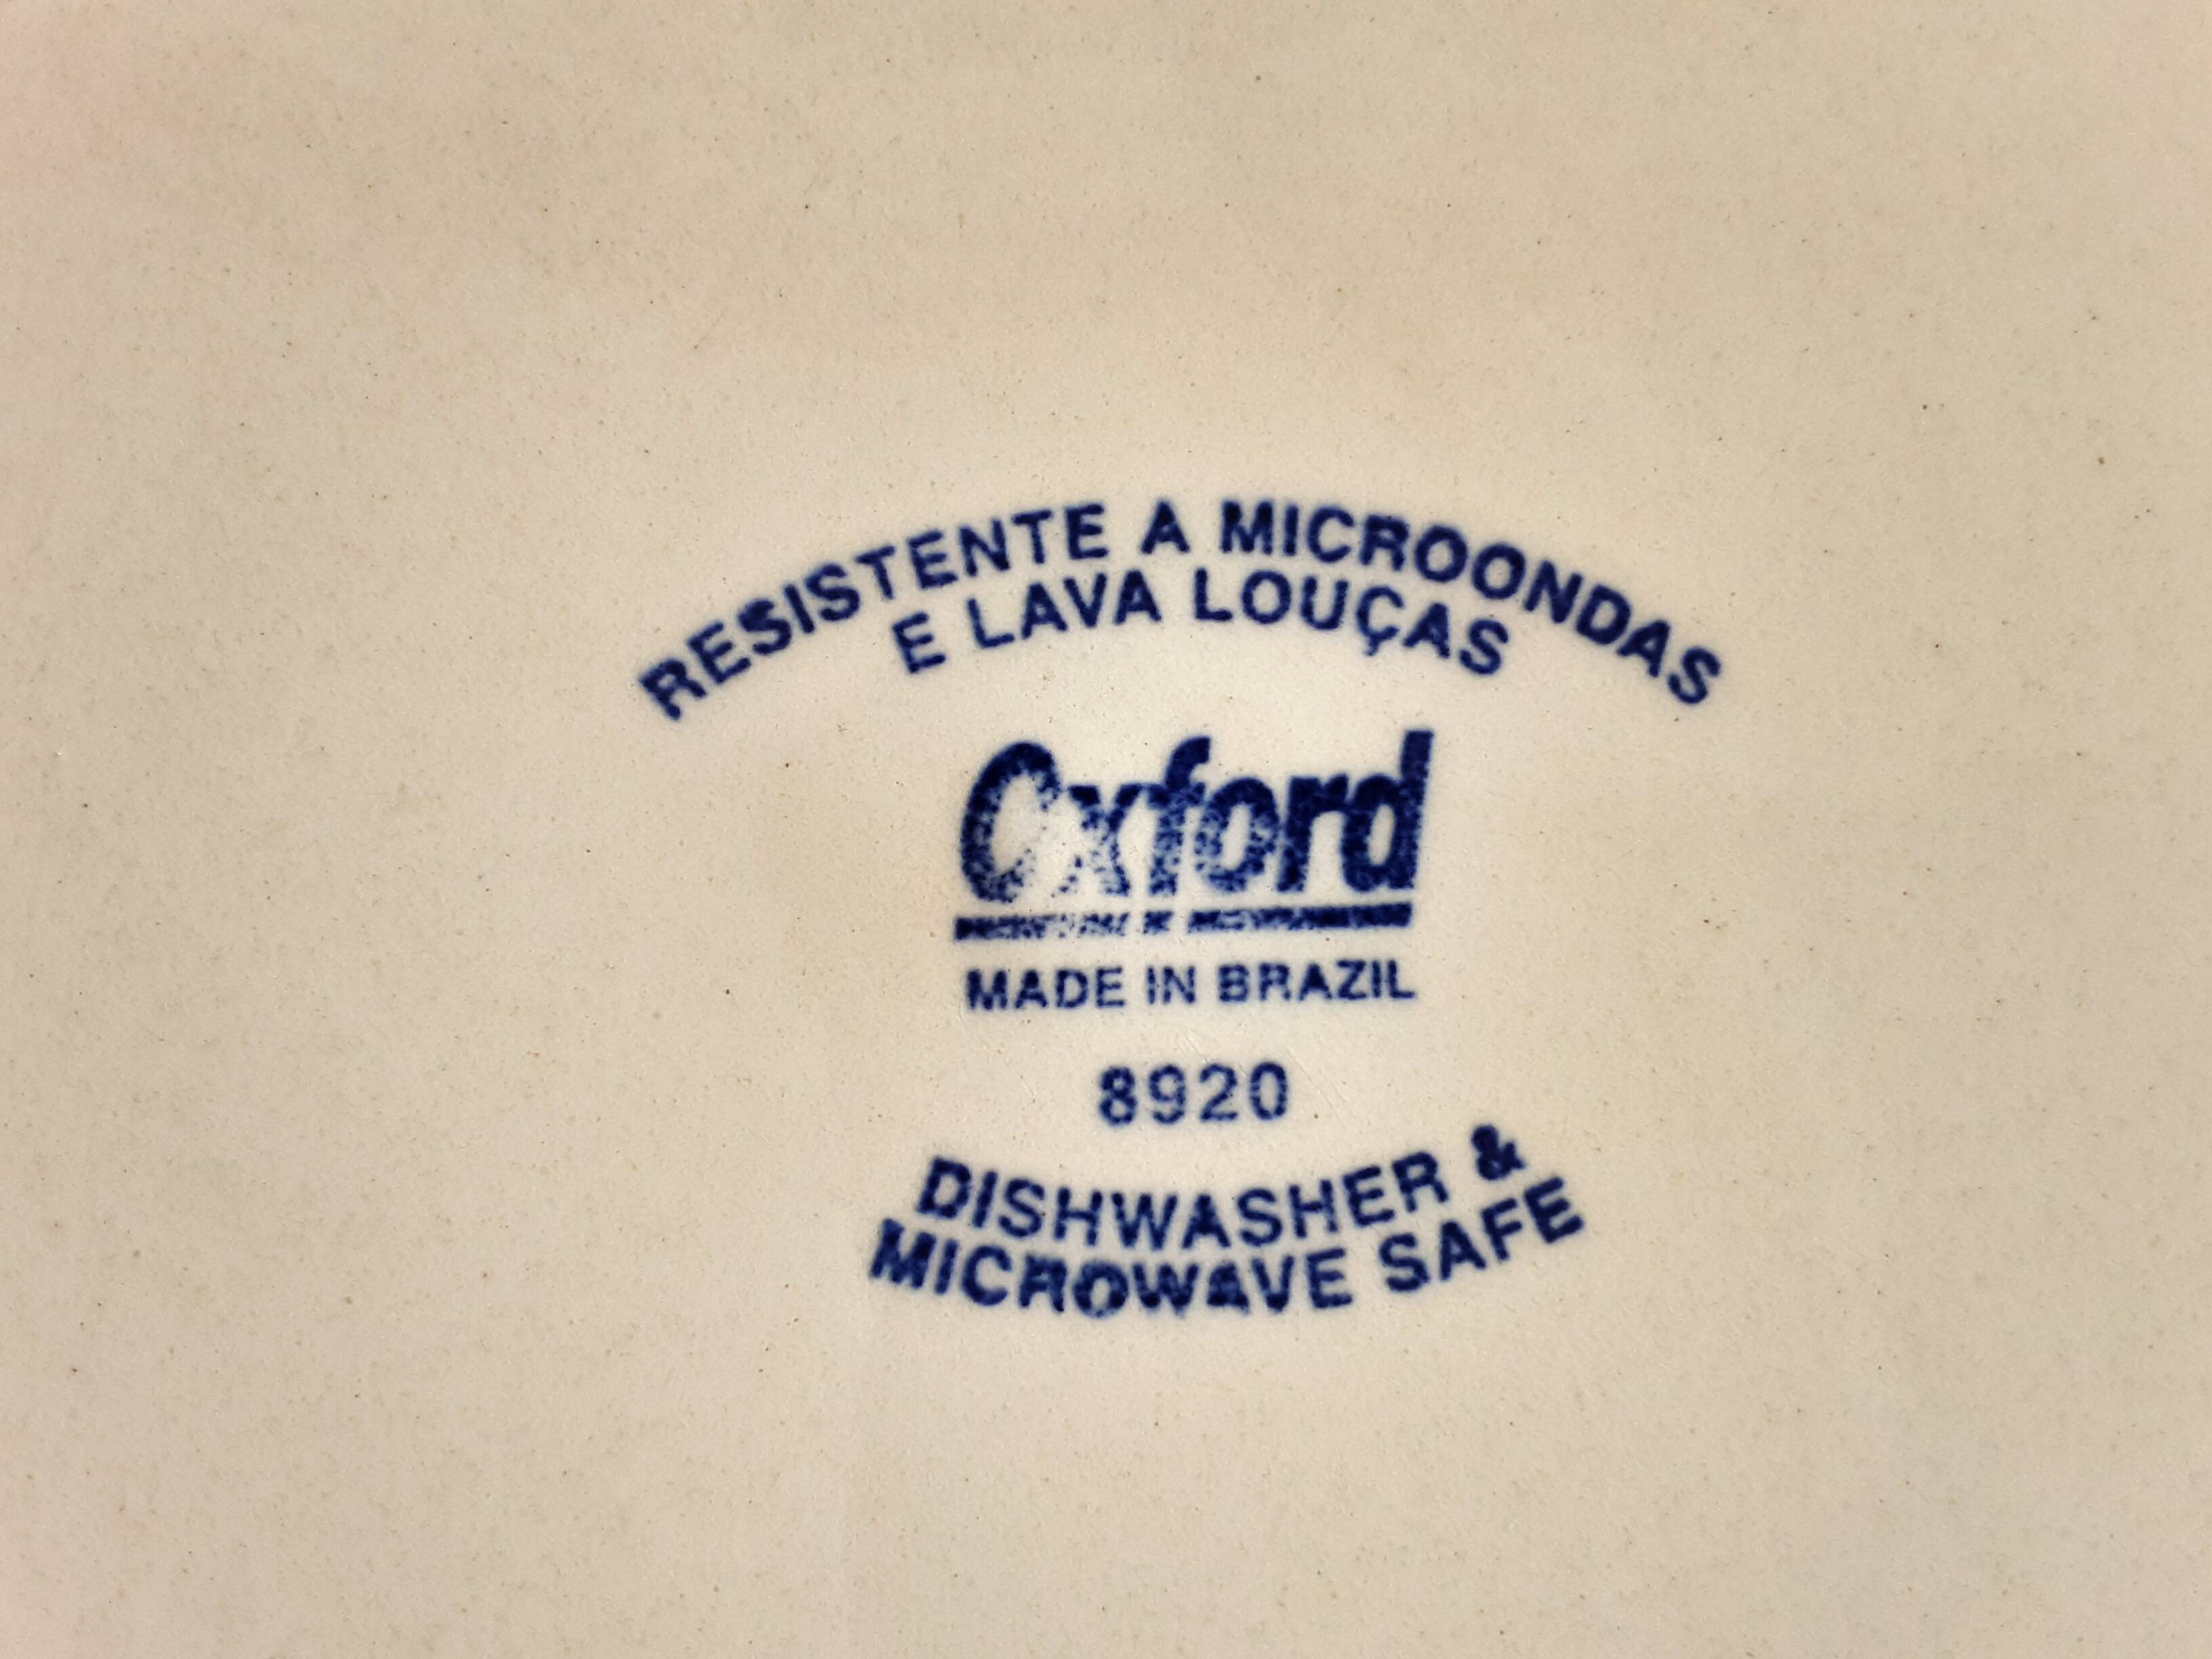 RESISTENTE A MICROONDAS
E LAVA LOUÇAS
Oxford
MADE IN BRAZIL
8920
DISHWASHER &
MICROWAVE SAFE